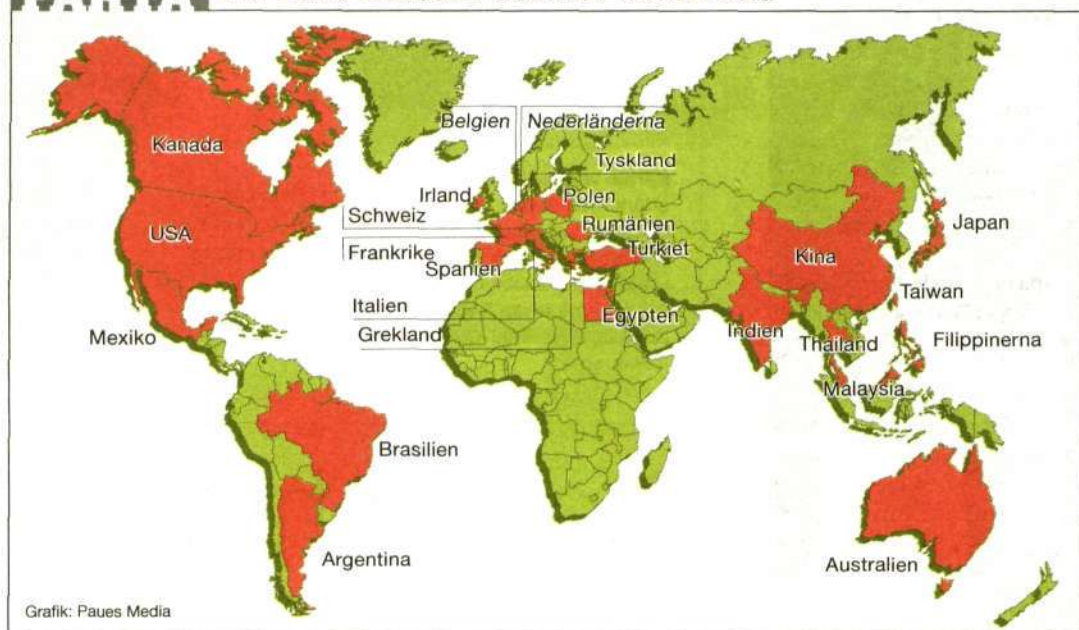 FAKTA
Kanada
USA
Mexiko
Brasilien
Argentina
Belgien
Nederländerna
Tyskland
Irland
Polen
Schweiz
Rumänien
Frankrike
Turkiet
Spanien
Italien
Grekland
Egypten
Kina
Japan
Taiwan
Indien
Thailand
Filippinerna
Malaysia
Australien
Grafik: Paues Media